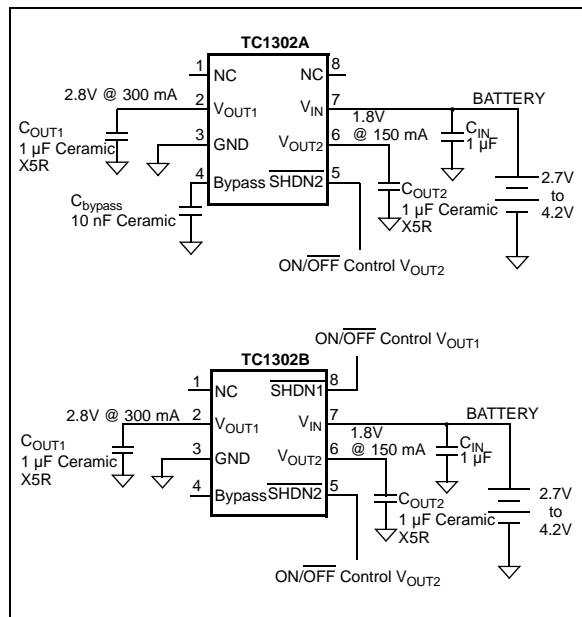 TC1302A
1 NC
NC 8
2.8V @ 300 mA
2 VOUT1
VIN 7
BATTERY
1.8V
@ 150 mA
COUT1
1 µF Ceramic
X5R
3 GND
VOUT2 6
CIN
1 µF
4 Bypass
SHDN2 5
Cbypass
10 nF Ceramic
COUT2
1 µF Ceramic
X5R
2.7V
to
4.2V
ON/OFF Control VOUT2
ON/OFF Control VOUT1
TC1302B
1 NC
SHDN1 8
2.8V @ 300 mA
2 VOUT1
VIN 7
BATTERY
1.8V
@ 150 mA
COUT1
1 µF Ceramic
X5R
3 GND
VOUT2 6
CIN
1 µF
4 Bypass
SHDN2 5
COUT2
1 µF Ceramic
X5R
2.7V
to
4.2V
ON/OFF Control VOUT2